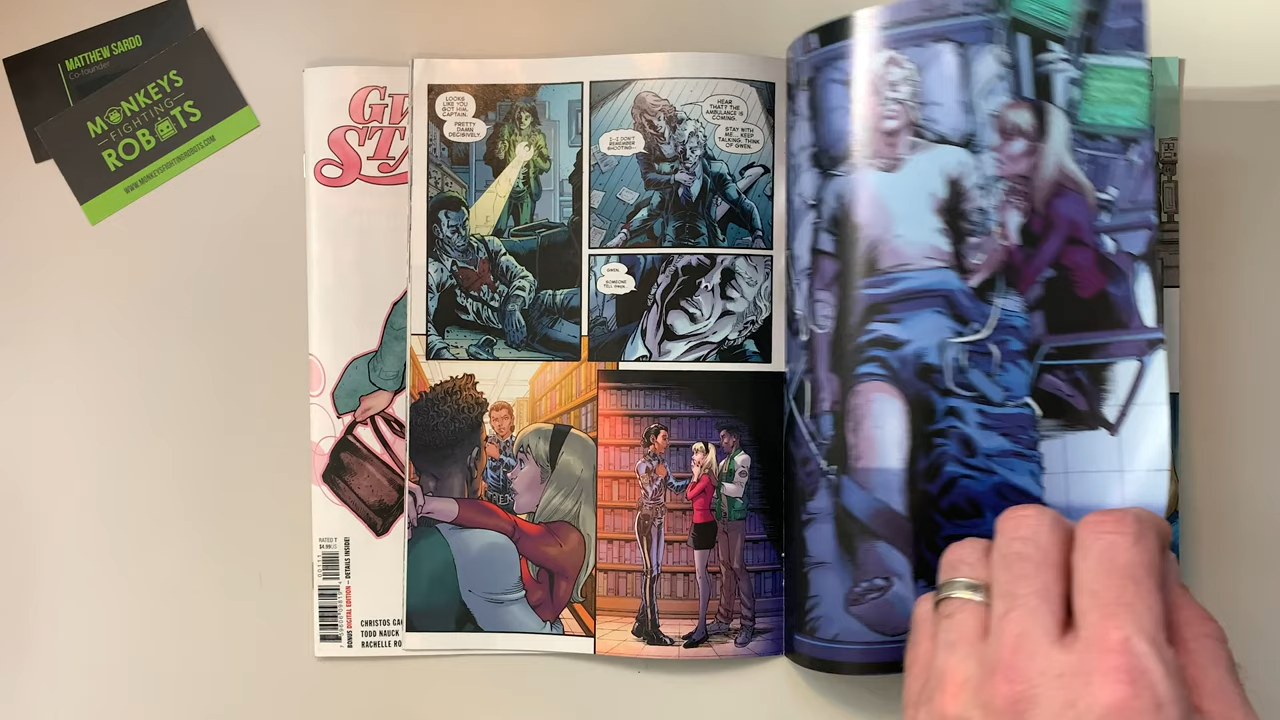 MATTHEW SARDO
Co-founder
MONKEYS
FIGHTING
ROBOTS
WWW.MONKEYSFIGHTINGROBOTS.COM
GW
ST
LOOKS
LIKE YOU
GOT HIM,
CAPTAIN.
PRETTY
DAMN
DECISIVELY.
I--I DON'T
REMEMBER
SHOOTING--
HEAR
THAT? THE
AMBULANCE IS
COMING.
STAY WITH
ME... KEEP
TALKING. THINK
OF GWEN.
GWEN.
SOMEONE
TELL GWEN.
RATED T
$4.99US
BONUS DIGITAL EDITION – DETAILS INSIDE!
CHRISTOS GA
TODD NAUCK
RACHELLE RO